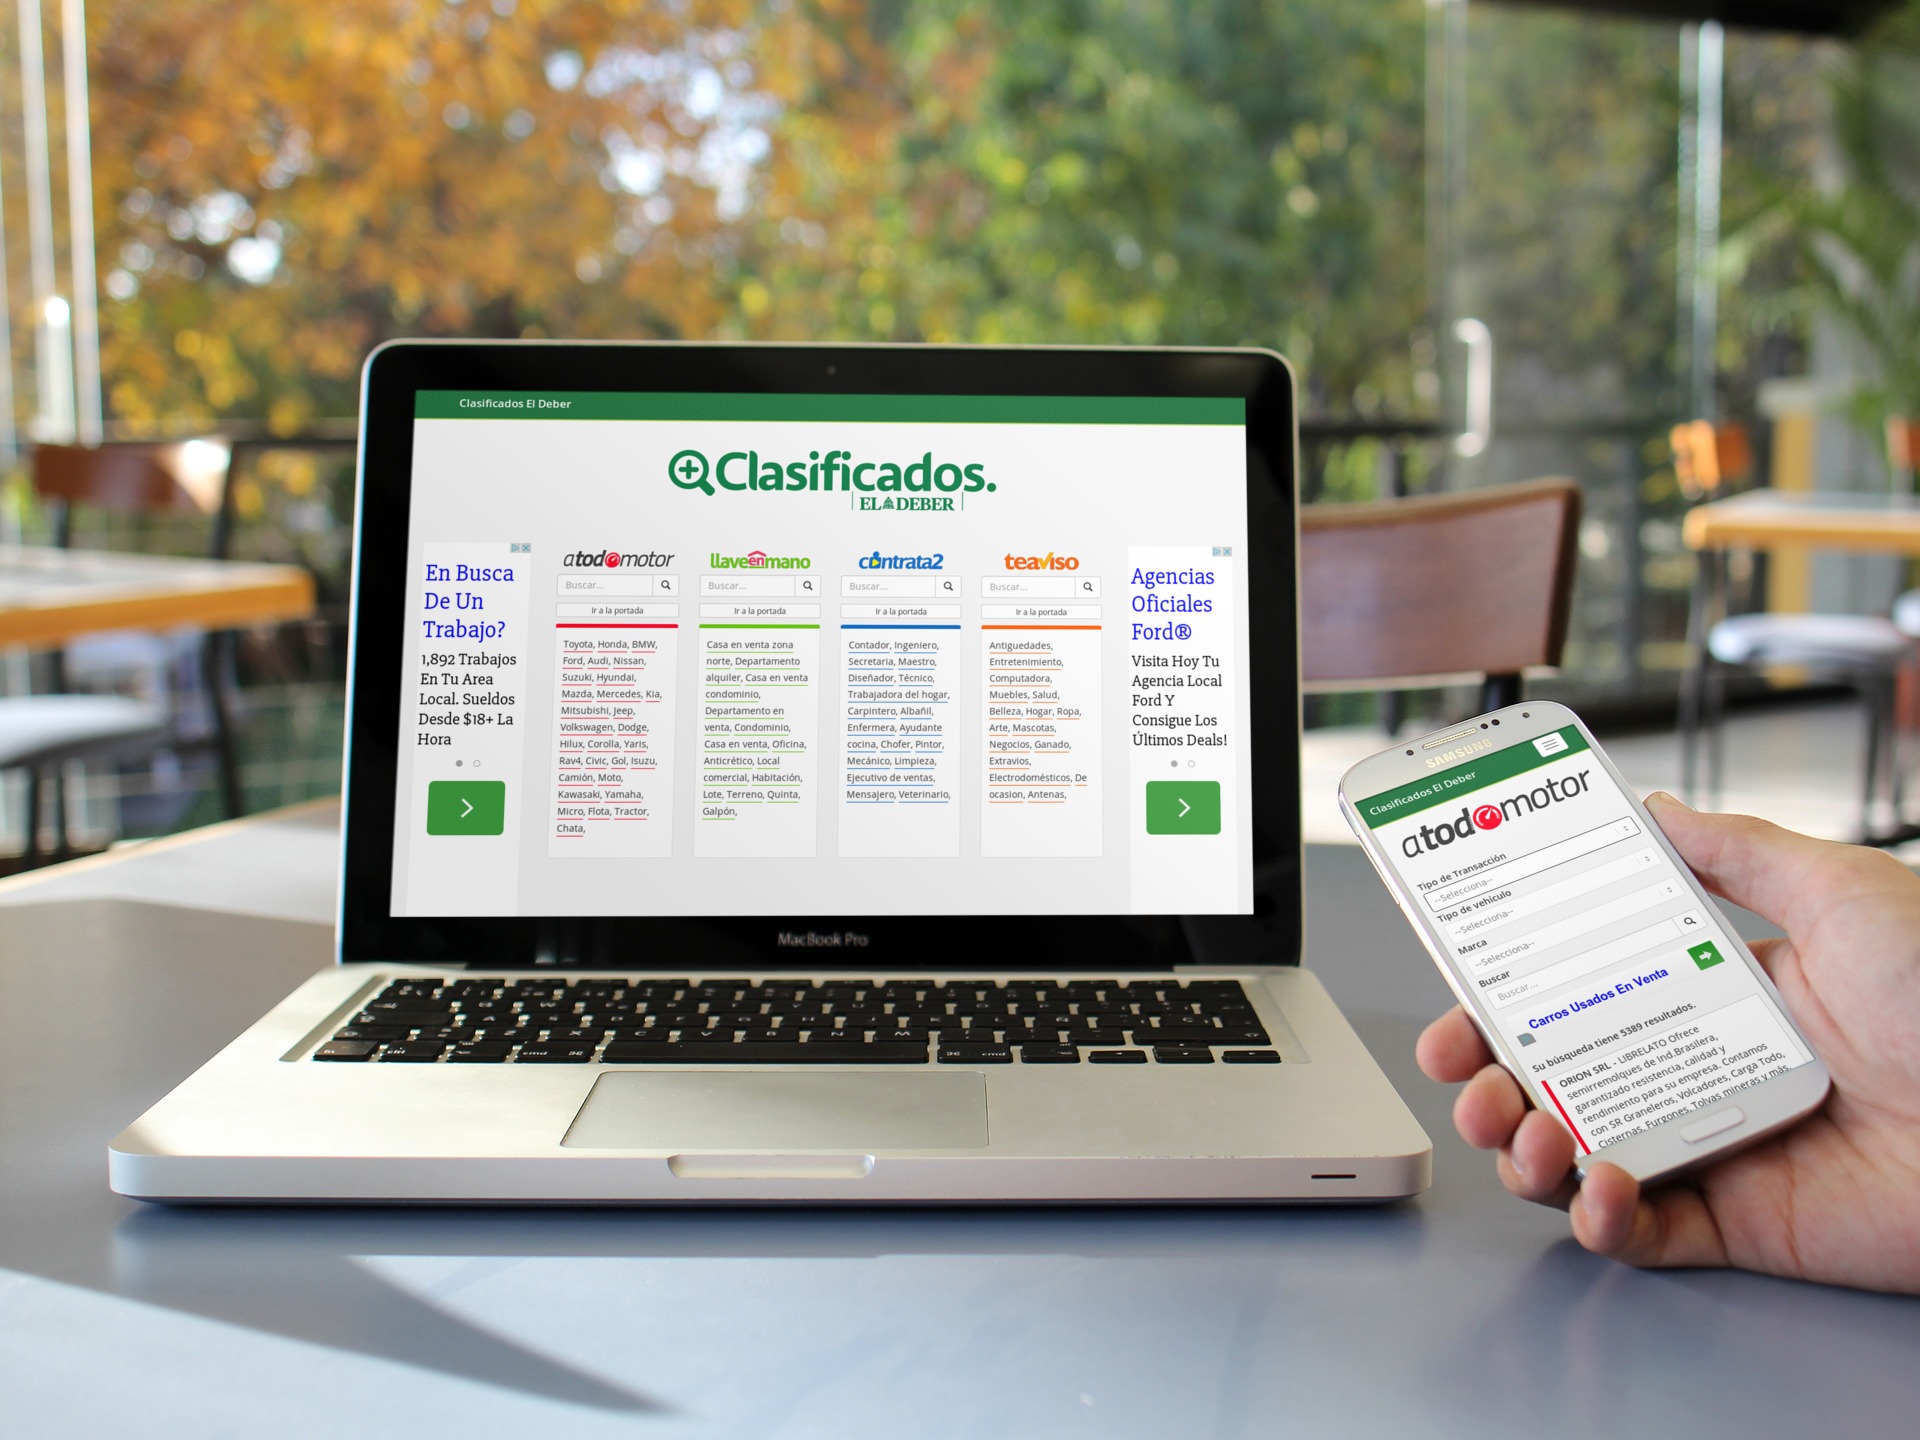 Clasificados El Deber
Clasificados.
EL DEBER
En Busca
De Un
Trabajo?
1,892 Trabajos
En Tu Area
Local. Sueldos
Desde $18+ La
Hora
atodomotor
Buscar...
Ir a la portada
Toyota, Honda, BMW,
Ford, Audi, Nissan,
Suzuki, Hyundai,
Mazda, Mercedes, Kia,
Mitsubishi, Jeep,
Volkswagen, Dodge,
Hilux, Corolla, Yaris,
Rav4, Civic, Gol, Isuzu,
Camión, Moto,
Kawasaki, Yamaha,
Micro, Flota, Tractor,
Chata,
llaveenmano
Buscar...
Ir a la portada
Casa en venta zona
norte, Departamento
alquiler, Casa en venta
condominio,
Departamento en
venta, Condominio,
Casa en venta, Oficina,
Anticrético, Local
comercial, Habitación,
Lote, Terreno, Quinta,
Galpón,
contrata2
Buscar...
Ir a la portada
Contador, Ingeniero,
Secretaria, Maestro,
Diseñador, Técnico,
Trabajadora del hogar,
Carpintero, Albañil,
Enfermera, Ayudante
cocina, Chofer, Pintor,
Mecánico, Limpieza,
Ejecutivo de ventas,
Mensajero, Veterinario,
teaviso
Buscar...
Ir a la portada
Antiguedades,
Entretenimiento,
Computadora,
Muebles, Salud,
Belleza, Hogar, Ropa,
Arte, Mascotas,
Negocios, Ganado,
Extravios,
Electrodomésticos, De
ocasion, Antenas,
Agencias
Oficiales
Ford®
Visita Hoy Tu
Agencia Local
Ford Y
Consigue Los
Últimos Deals!
MacBook Pro
SAMSUNG
Clasificados El Deber
atodomotor
Tipo de Transacción
--Selecciona--
Tipo de vehículo
--Selecciona--
Marca
--Selecciona--
Buscar
Buscar...
Carros Usados En Venta
Su búsqueda tiene 5389 resultados.
ORION SRL - LIBRELATO Ofrece
semirremolques de Ind.Brasilera,
garantizado resistencia, calidad y
rendimiento para su empresa. Contamos
con SR Graneleros, Volcadores, Carga Todo,
Cisternas, Furgones, Tolvas mineras y más.